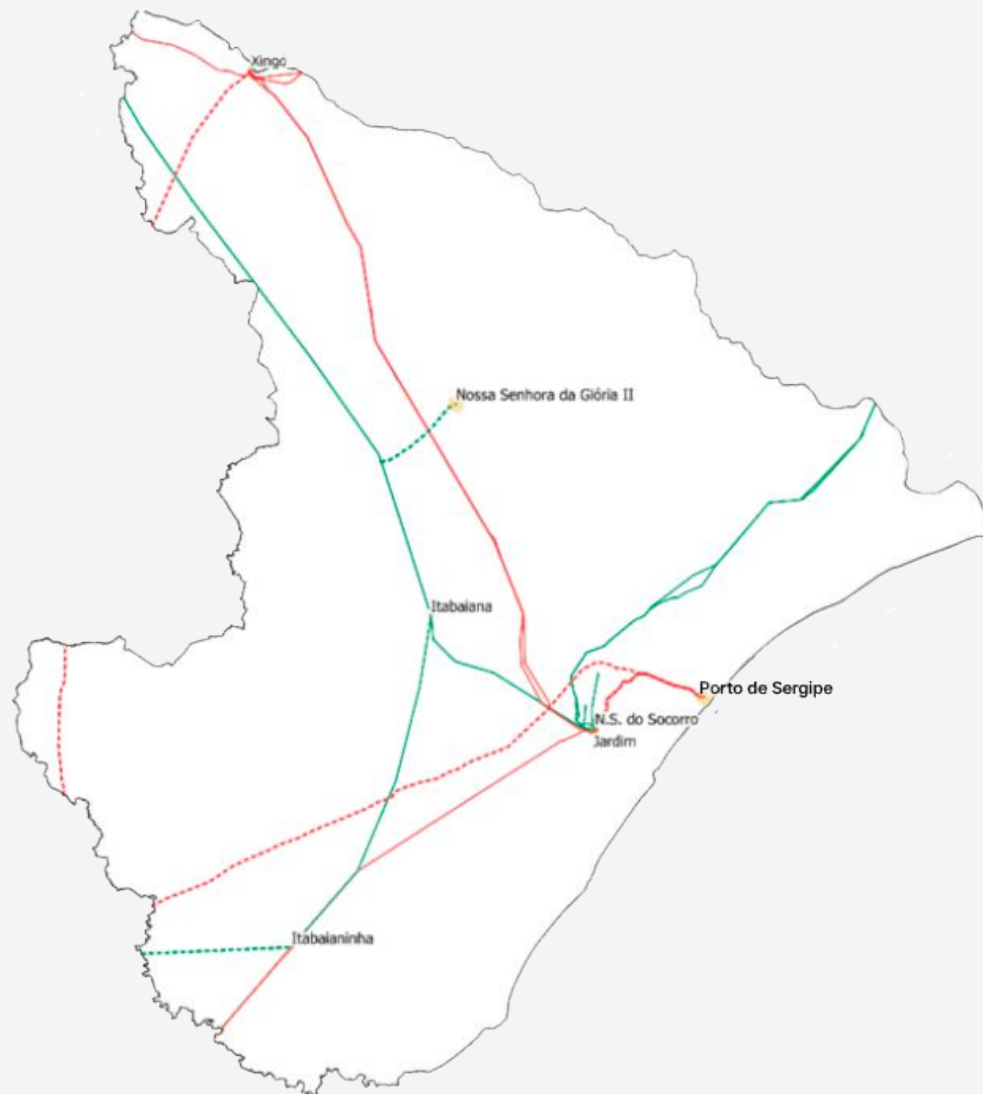 Xingo
Nossa Senhora da Glória II
Itabaiana
Porto de Sergipe
N.S. do Socorro
Jardim
Itabaianinha